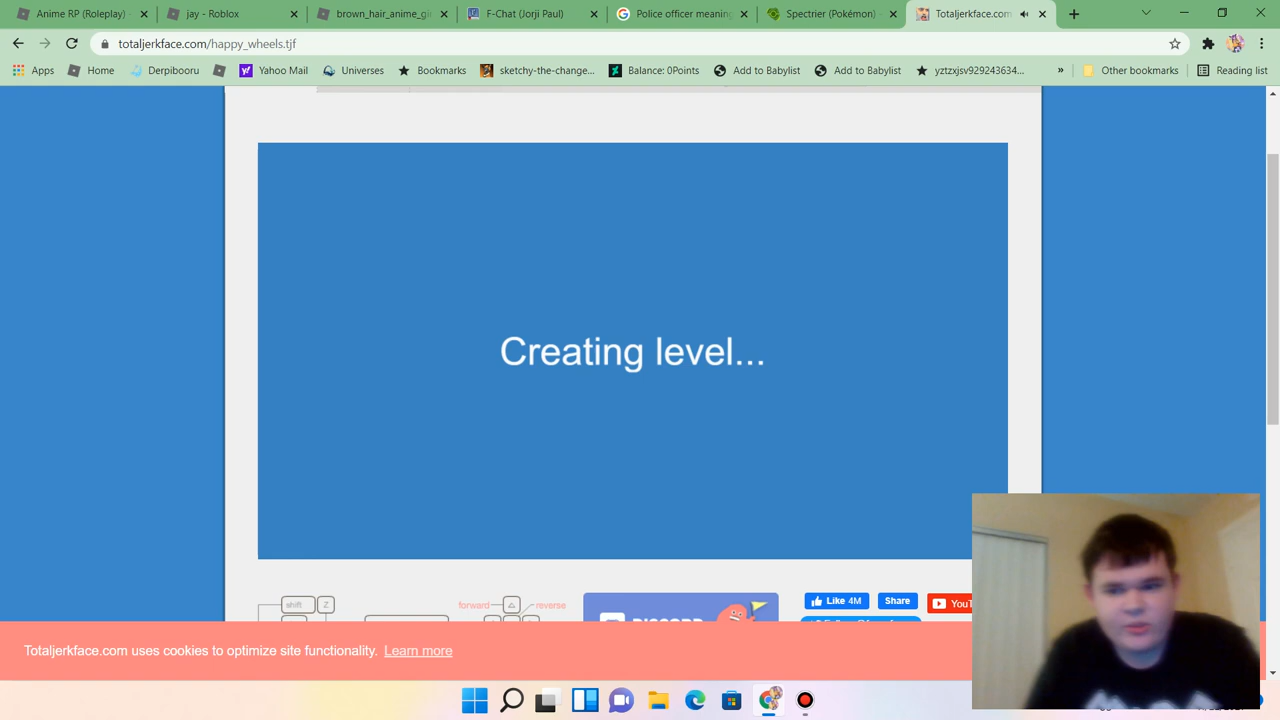 Anime RP (Roleplay) -
jay - Roblox
brown_hair_anime_gi
F-Chat (Jorji Paul)
Police officer meaning
Spectrier (Pokémon)
Totaljerkface.com
totaljerkface.com/happy_wheels.tjf
Apps
Home
Derpibooru
Yahoo Mail
Universes
Bookmarks
sketchy-the-change...
Balance: 0Points
Add to Babylist
Add to Babylist
yztzxjsv929243634...
»
Other bookmarks
Reading list
Creating level...
shift
Z
forward
reverse
Like 4M
Share
Totaljerkface.com uses cookies to optimize site functionality. Learn more